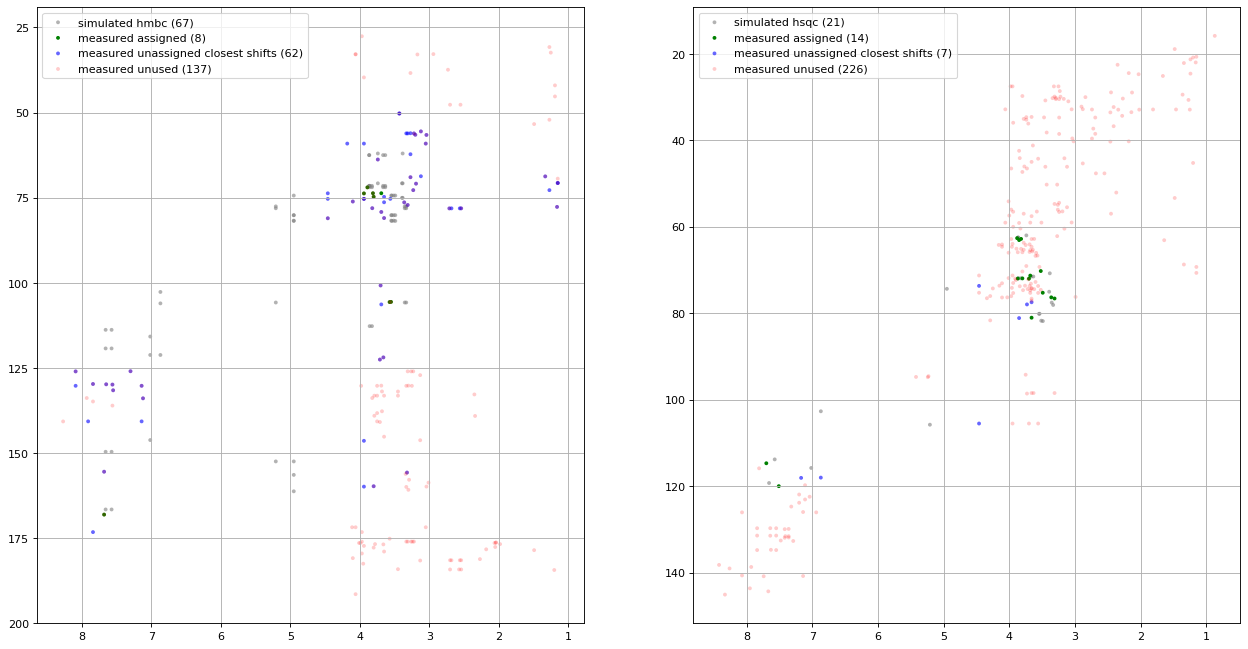 simulated hmbc (67)
measured assigned (8)
measured unassigned closest shifts (62)
measured unused (137)
25
50
75
100
125
150
175
200
8 7 6 5 4 3 2 1
simulated hsqc (21)
measured assigned (14)
measured unassigned closest shifts (7)
measured unused (226)
20
40
60
80
100
120
140
8 7 6 5 4 3 2 1